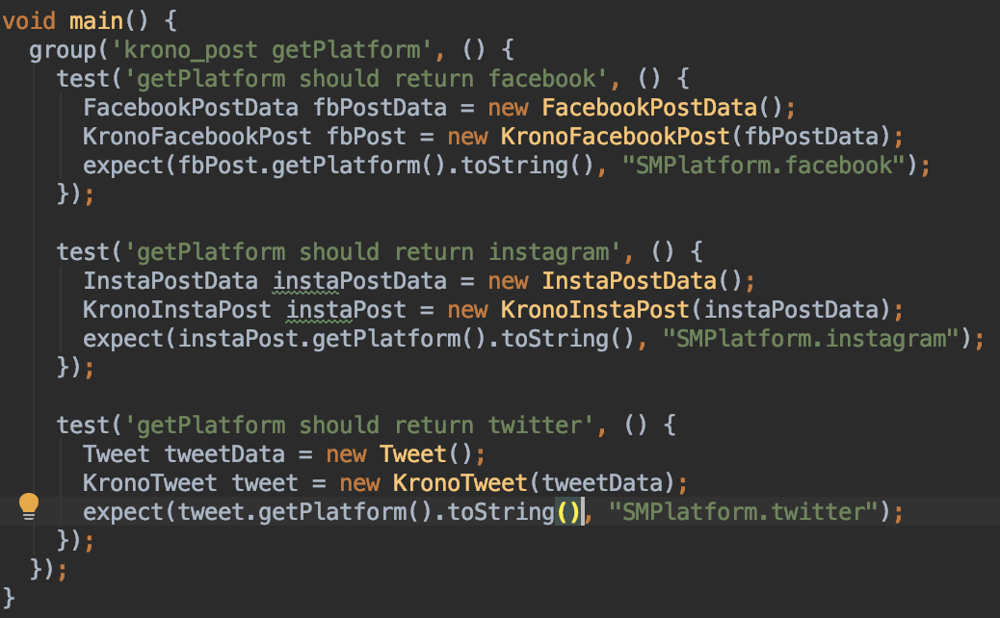 void main() {
  group('krono_post getPlatform', () {
    test('getPlatform should return facebook', () {
      FacebookPostData fbPostData = new FacebookPostData();
      KronoFacebookPost fbPost = new KronoFacebookPost(fbPostData);
      expect(fbPost.getPlatform().toString(), "SMPlatform.facebook");
    });

    test('getPlatform should return instagram', () {
      InstaPostData instaPostData = new InstaPostData();
      KronoInstaPost instaPost = new KronoInstaPost(instaPostData);
      expect(instaPost.getPlatform().toString(), "SMPlatform.instagram");
    });

    test('getPlatform should return twitter', () {
      Tweet tweetData = new Tweet();
      KronoTweet tweet = new KronoTweet(tweetData);
      expect(tweet.getPlatform().toString(), "SMPlatform.twitter");
    });
  });
}